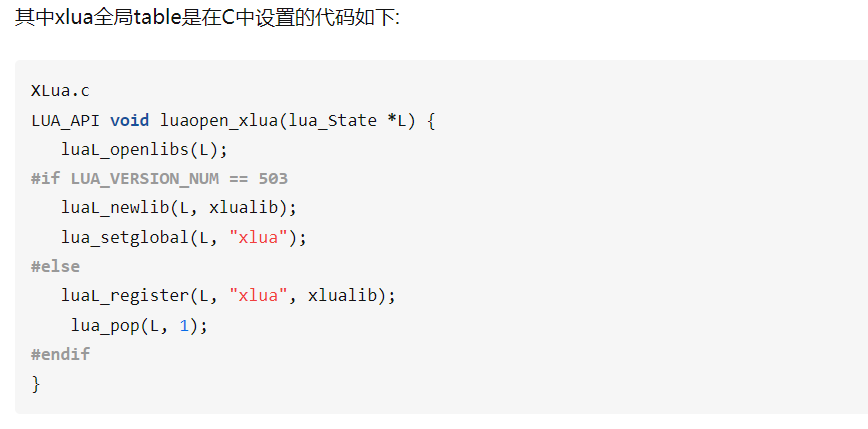 其中xlua全局table是在C中设置的代码如下:
XLua.c
LUA_API void luaopen_xlua(lua_State *L) {
   luaL_openlibs(L);
#if LUA_VERSION_NUM == 503
   luaL_newlib(L, xlualib);
   lua_setglobal(L, "xlua");
#else
   luaL_register(L, "xlua", xlualib);
    lua_pop(L, 1);
#endif
}